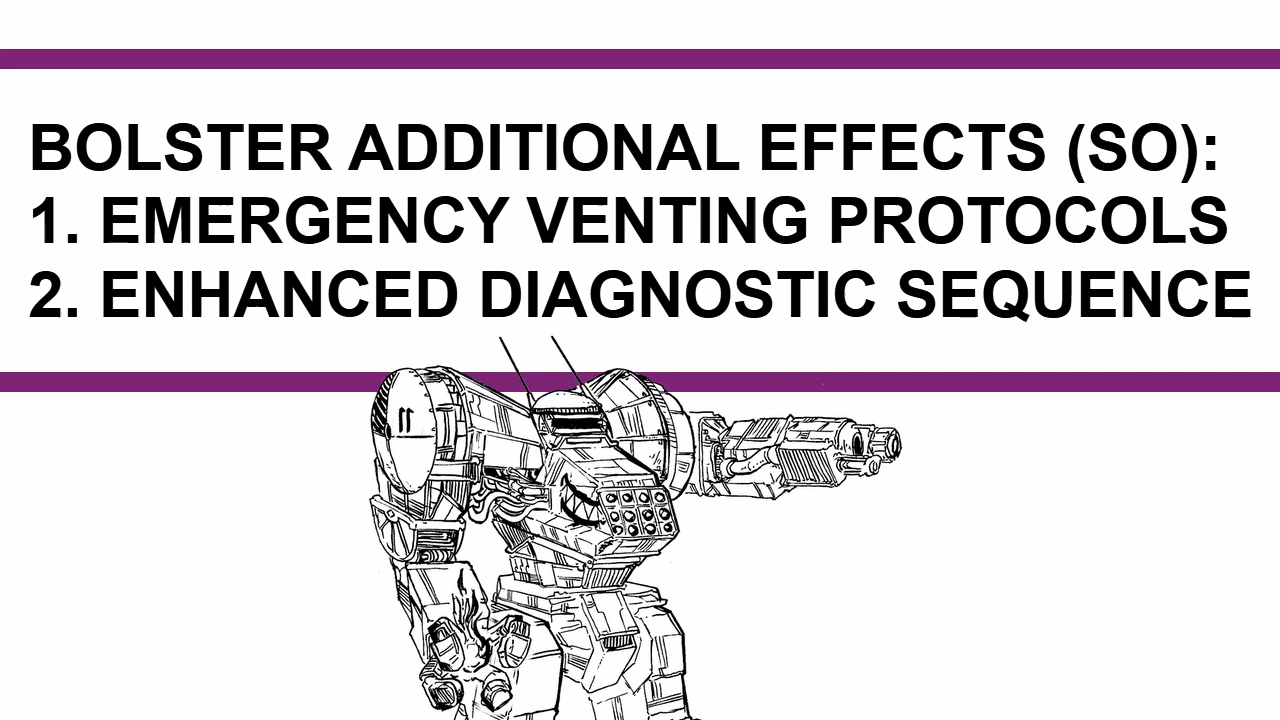 BOLSTER ADDITIONAL EFFECTS (SO):
1. EMERGENCY VENTING PROTOCOLS
2. ENHANCED DIAGNOSTIC SEQUENCE